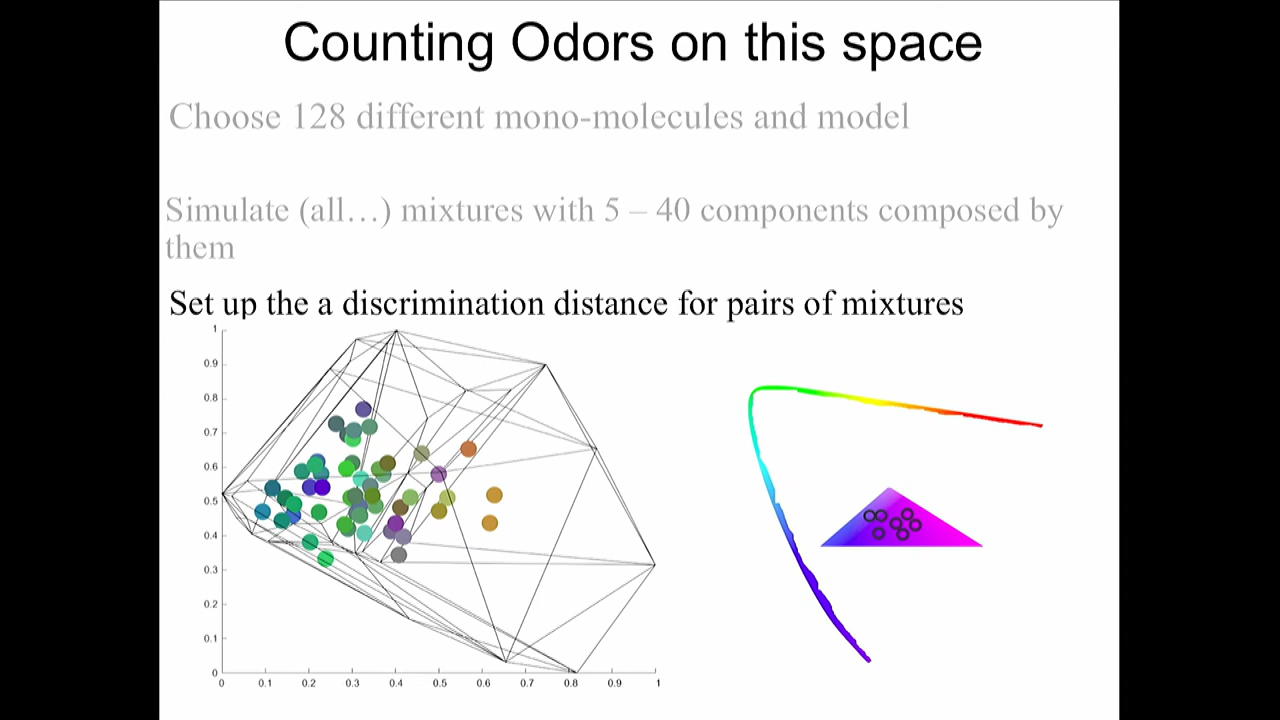 Counting Odors on this space
Choose 128 different mono-molecules and model
Simulate (all…) mixtures with 5 – 40 components composed by
them
Set up the a discrimination distance for pairs of mixtures
1
0.9
0.8
0.7
0.6
0.5
0.4
0.3
0.2
0.1
0
0 0.1 0.2 0.3 0.4 0.5 0.6 0.7 0.8 0.9 1